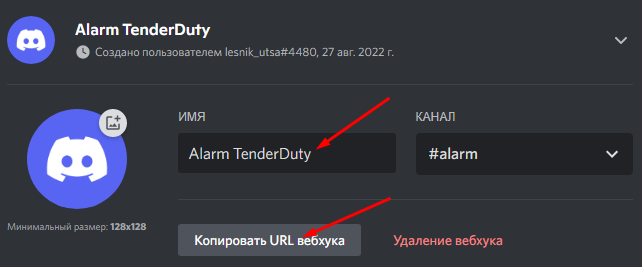 Alarm TenderDuty
Создано пользователем lesnik_utsa#4480, 27 авг. 2022 г.
ИМЯ
КАНАЛ
Alarm TenderDuty
#alarm
Минимальный размер: 128x128
Копировать URL вебхука
Удаление вебхука